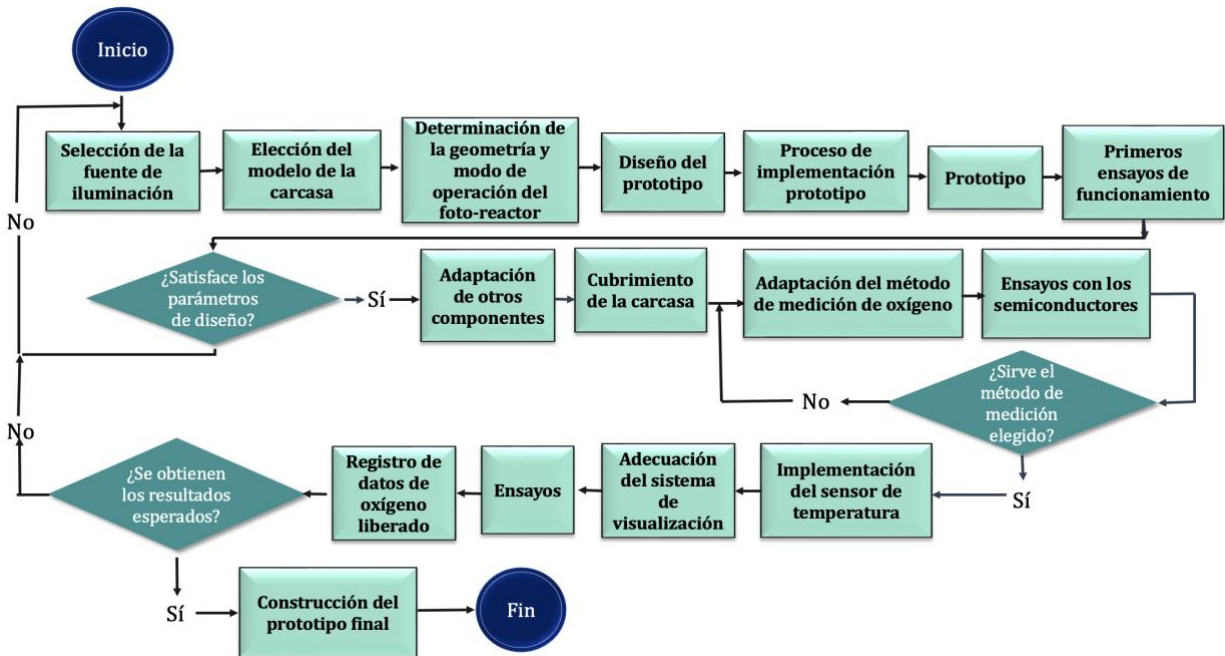 Inicio
Selección de la
fuente de
iluminación
Elección del
modelo de la
carcasa
Determinación de
la geometría y
modo de
operación del
foto-reactor
Diseño del
prototipo
Proceso de
implementación
prototipo
Prototipo
Primeros
ensayos de
funcionamiento
No
¿Satisface los
parámetros
de diseño?
Sí
Adaptación
de otros
componentes
Cubrimiento
de la carcasa
Adaptación del método
de medición de oxígeno
Ensayos con los
semiconductores
¿Sirve el
método de
medición
elegido?
No
Sí
Implementación
del sensor de
temperatura
Adecuación
del sistema
de
visualización
Ensayos
Registro de
datos de
oxígeno
liberado
¿Se obtienen
los resultados
esperados?
No
Sí
Construcción del
prototipo final
Fin